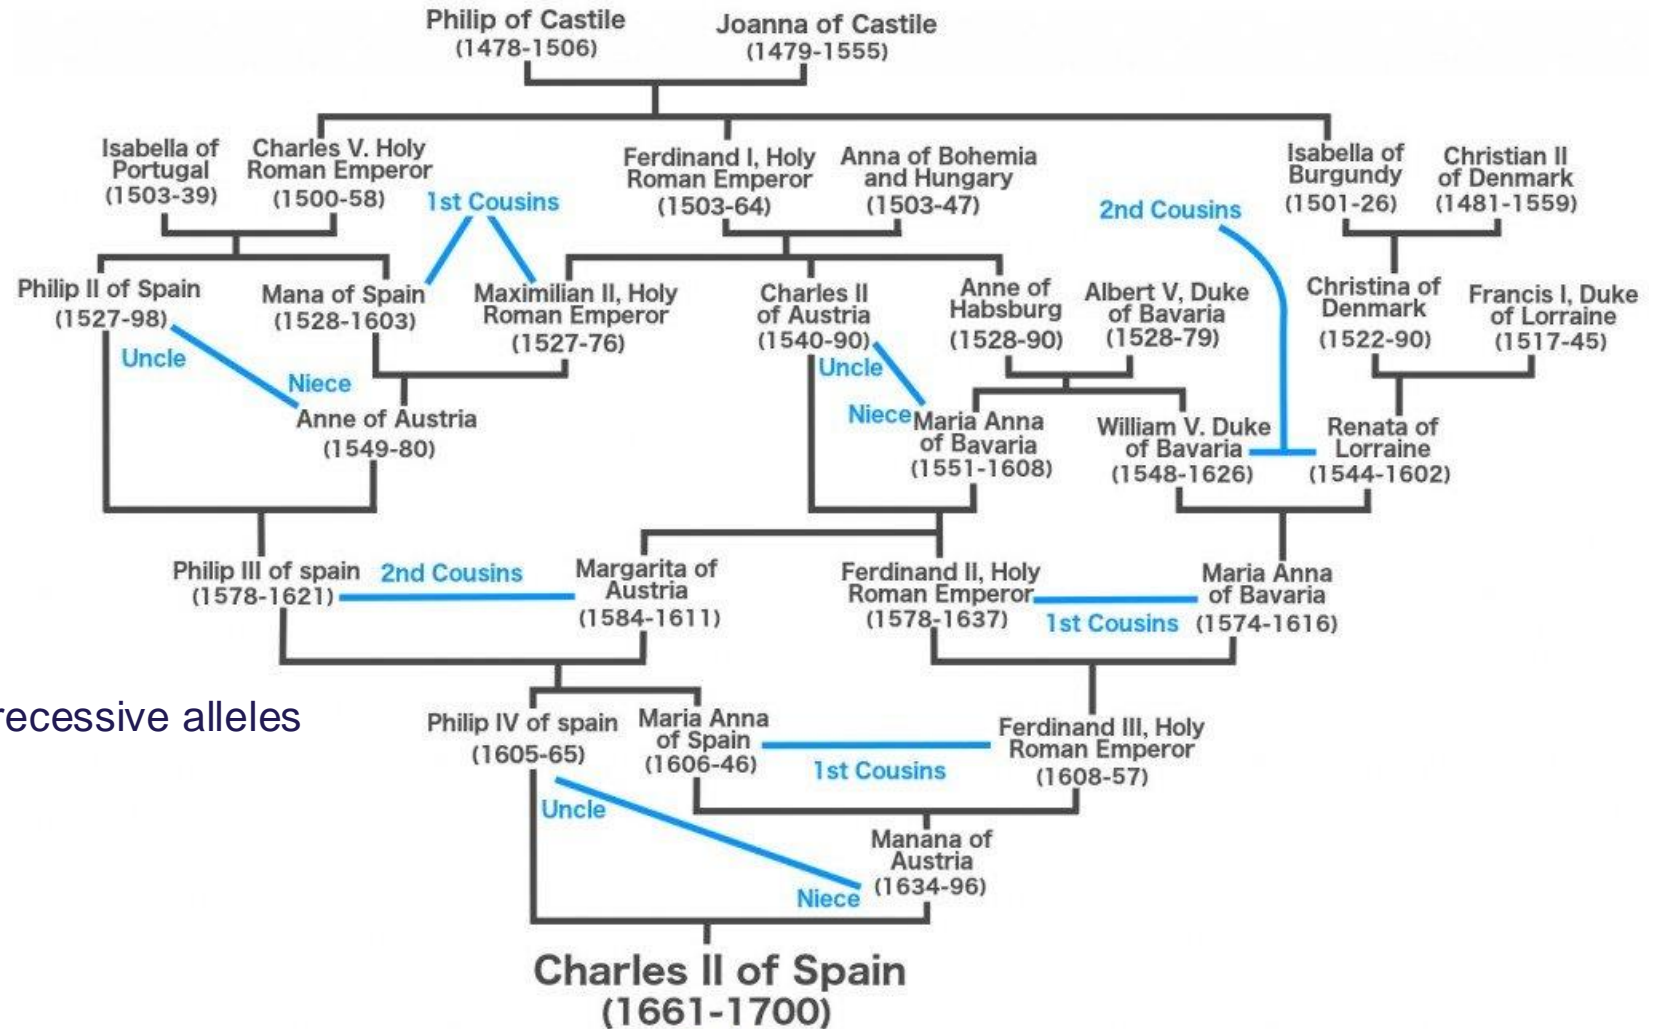 Philip of Castile
(1478-1506)
Joanna of Castile
(1479-1555)
Isabella of
Portugal
(1503-39)
Charles V. Holy
Roman Emperor
(1500-58)
1st Cousins
Ferdinand I, Holy
Roman Emperor
(1503-64)
Anna of Bohemia
and Hungary
(1503-47)
2nd Cousins
Isabella of
Burgundy
(1501-26)
Christian II
of Denmark
(1481-1559)
Philip II of Spain
(1527-98)
Mana of Spain
(1528-1603)
Maximilian II, Holy
Roman Emperor
(1527-76)
Charles II
of Austria
(1540-90)
Anne of
Habsburg
(1528-90)
Albert V, Duke
of Bavaria
(1528-79)
Christina of
Denmark
(1522-90)
Francis I, Duke
of Lorraine
(1517-45)
Uncle
Niece
Anne of Austria
(1549-80)
Uncle
Niece
Maria Anna
of Bavaria
(1551-1608)
William V. Duke
of Bavaria
(1548-1626)
Renata of
Lorraine
(1544-1602)
Philip III of spain
(1578-1621)
2nd Cousins
Margarita of
Austria
(1584-1611)
Ferdinand II, Holy
Roman Emperor
(1578-1637)
1st Cousins
Maria Anna
of Bavaria
(1574-1616)
recessive alleles
Philip IV of spain
(1605-65)
Maria Anna
of Spain
(1606-46)
1st Cousins
Ferdinand III, Holy
Roman Emperor
(1608-57)
Uncle
Niece
Manana of
Austria
(1634-96)
Charles II of Spain
(1661-1700)